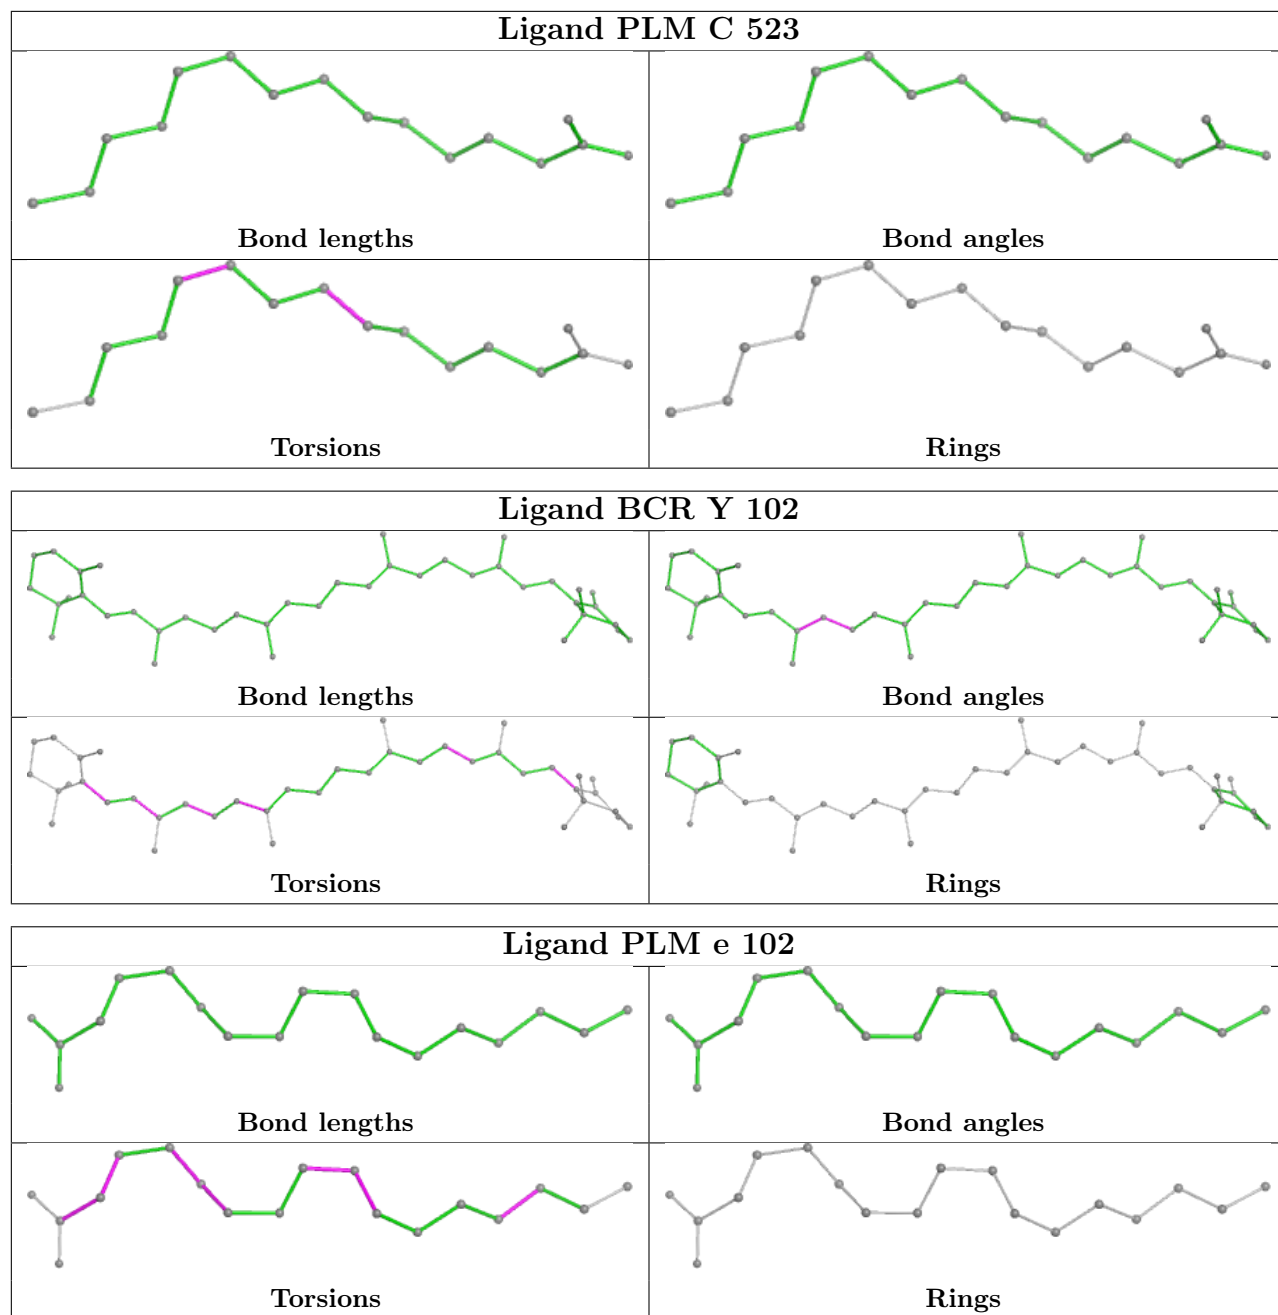 Ligand PLM C 523
Bond lengths
Bond angles
Torsions
Rings
Ligand BCR Y 102
Bond lengths
Bond angles
Torsions
Rings
Ligand PLM e 102
Bond lengths
Bond angles
Torsions
Rings